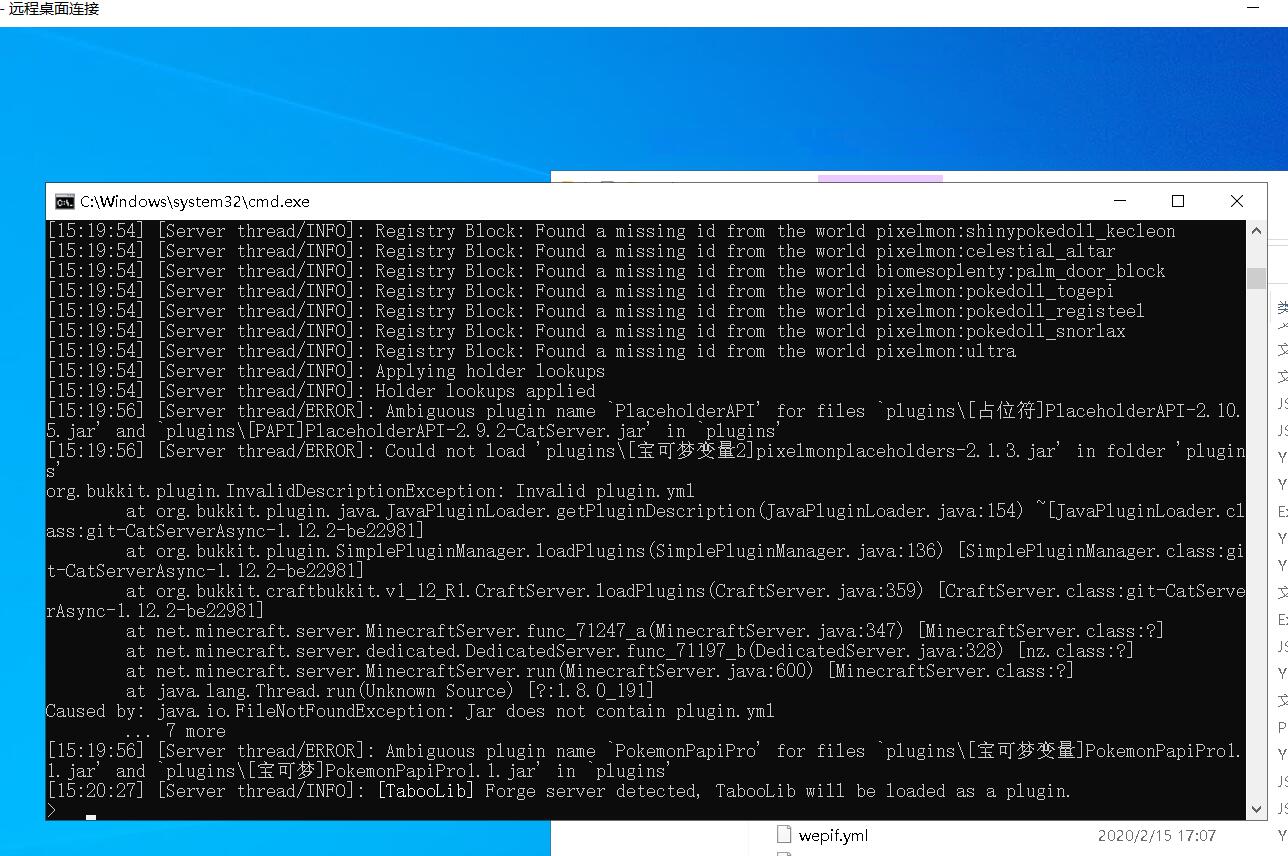 - 远程桌面连接
C:\Windows\system32\cmd.exe
[15:19:54] [Server thread/INFO]: Registry Block: Found a missing id from the world pixelmon:shinypokedoll_kecleon
[15:19:54] [Server thread/INFO]: Registry Block: Found a missing id from the world pixelmon:celestial_altar
[15:19:54] [Server thread/INFO]: Registry Block: Found a missing id from the world biomesoplenty:palm_door_block
[15:19:54] [Server thread/INFO]: Registry Block: Found a missing id from the world pixelmon:pokedoll_togepi
[15:19:54] [Server thread/INFO]: Registry Block: Found a missing id from the world pixelmon:pokedoll_registeel
[15:19:54] [Server thread/INFO]: Registry Block: Found a missing id from the world pixelmon:pokedoll_snorlax
[15:19:54] [Server thread/INFO]: Registry Block: Found a missing id from the world pixelmon:ultra
[15:19:54] [Server thread/INFO]: Applying holder lookups
[15:19:54] [Server thread/INFO]: Holder lookups applied
[15:19:56] [Server thread/ERROR]: Ambiguous plugin name `PlaceholderAPI' for files `plugins\[占位符]PlaceholderAPI-2.10.
5.jar' and `plugins\[PAPI]PlaceholderAPI-2.9.2-CatServer.jar' in `plugins'
[15:19:56] [Server thread/ERROR]: Could not load 'plugins\[宝可梦变量2]pixelmonplaceholders-2.1.3.jar' in folder 'plugin
s'
org.bukkit.plugin.InvalidDescriptionException: Invalid plugin.yml
at org.bukkit.plugin.java.JavaPluginLoader.getPluginDescription(JavaPluginLoader.java:154) ~[JavaPluginLoader.cl
ass:git-CatServerAsync-1.12.2-be22981]
at org.bukkit.plugin.SimplePluginManager.loadPlugins(SimplePluginManager.java:136) [SimplePluginManager.class:gi
t-CatServerAsync-1.12.2-be22981]
at org.bukkit.craftbukkit.v1_12_R1.CraftServer.loadPlugins(CraftServer.java:359) [CraftServer.class:git-CatServe
rAsync-1.12.2-be22981]
at net.minecraft.server.MinecraftServer.func_71247_a(MinecraftServer.java:347) [MinecraftServer.class:?]
at net.minecraft.server.dedicated.DedicatedServer.func_71197_b(DedicatedServer.java:328) [nz.class:?]
at net.minecraft.server.MinecraftServer.run(MinecraftServer.java:600) [MinecraftServer.class:?]
at java.lang.Thread.run(Unknown Source) [?:1.8.0_191]
Caused by: java.io.FileNotFoundException: Jar does not contain plugin.yml
... 7 more
[15:19:56] [Server thread/ERROR]: Ambiguous plugin name `PokemonPapiPro' for files `plugins\[宝可梦变量]PokemonPapiPro1.
1.jar' and `plugins\[宝可梦]PokemonPapiPro1.1.jar' in `plugins'
[15:20:27] [Server thread/INFO]: [TabooLib] Forge server detected, TabooLib will be loaded as a plugin.
>
wepif.yml 2020/2/15 17:07